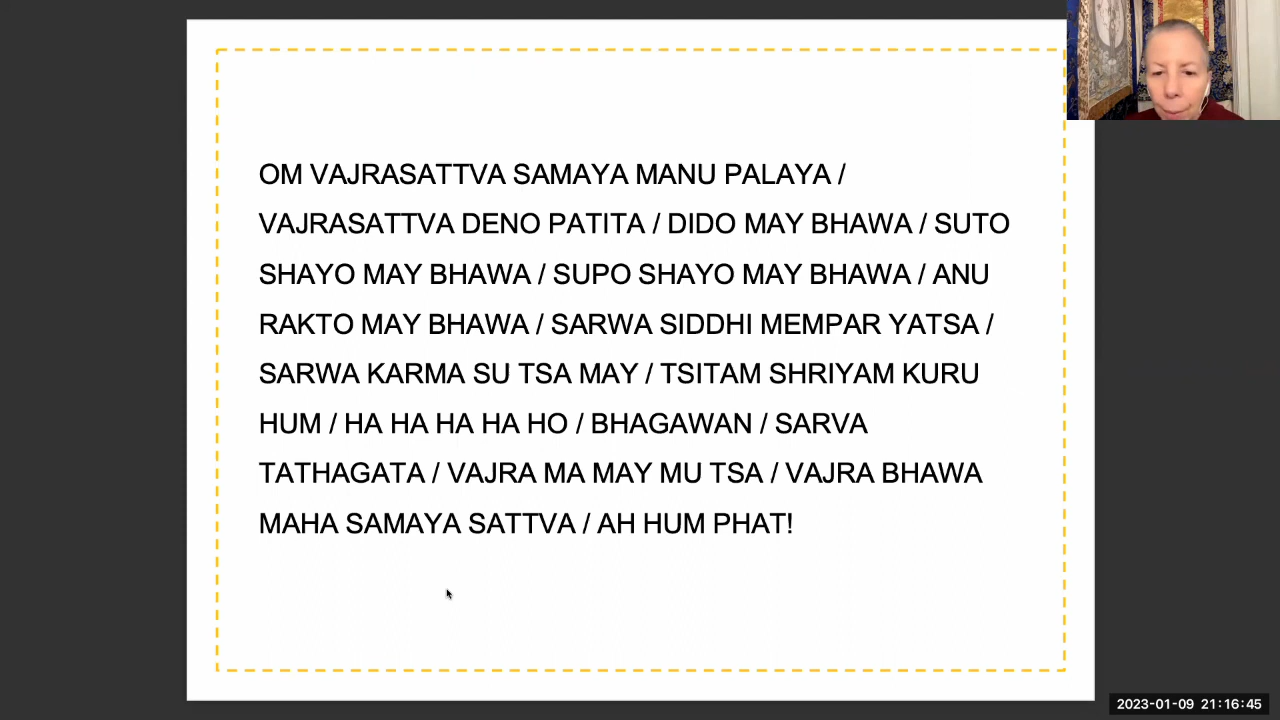 OM VAJRASATTVA SAMAYA MANU PALAYA /
VAJRASATTVA DENO PATITA / DIDO MAY BHAWA / SUTO
SHAYO MAY BHAWA / SUPO SHAYO MAY BHAWA / ANU
RAKTO MAY BHAWA / SARWA SIDDHI MEMPAR YATSA /
SARWA KARMA SU TSA MAY / TSITAM SHRIYAM KURU
HUM / HA HA HA HA HO / BHAGAWAN / SARVA
TATHAGATA / VAJRA MA MAY MU TSA / VAJRA BHAWA
MAHA SAMAYA SATTVA / AH HUM PHAT!
2023-01-09 21:16:45